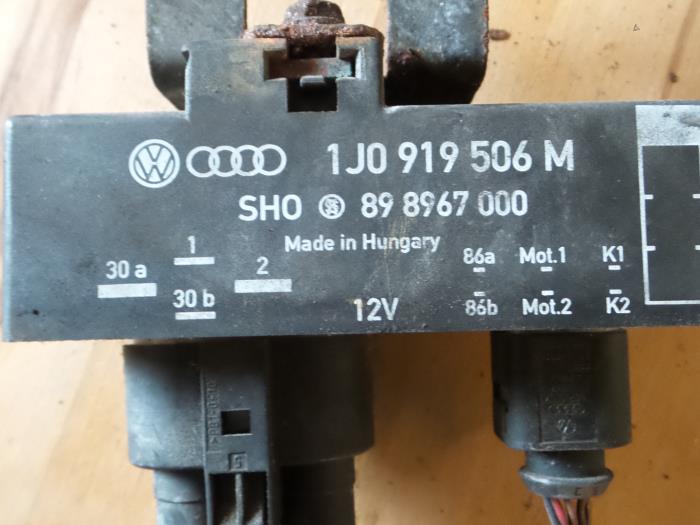 1J0 919 506 M
SHO 89 8967 000
Made in Hungary
30 a 1 2 86a Mot.1 K1
30 b 12V 86b Mot.2 K2